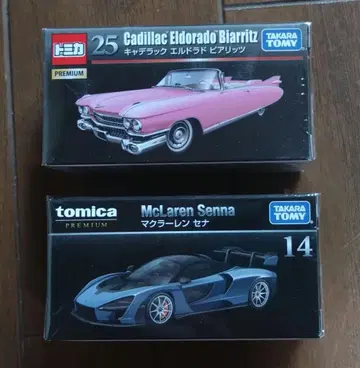 トミカ
PREMIUM
25
Cadillac Eldorado Biarritz
キャデラック エルドラド ビアリッツ
TAKARA
TOMY
tomica
PREMIUM
McLaren Senna
マクラーレン セナ
TAKARA
TOMY
14